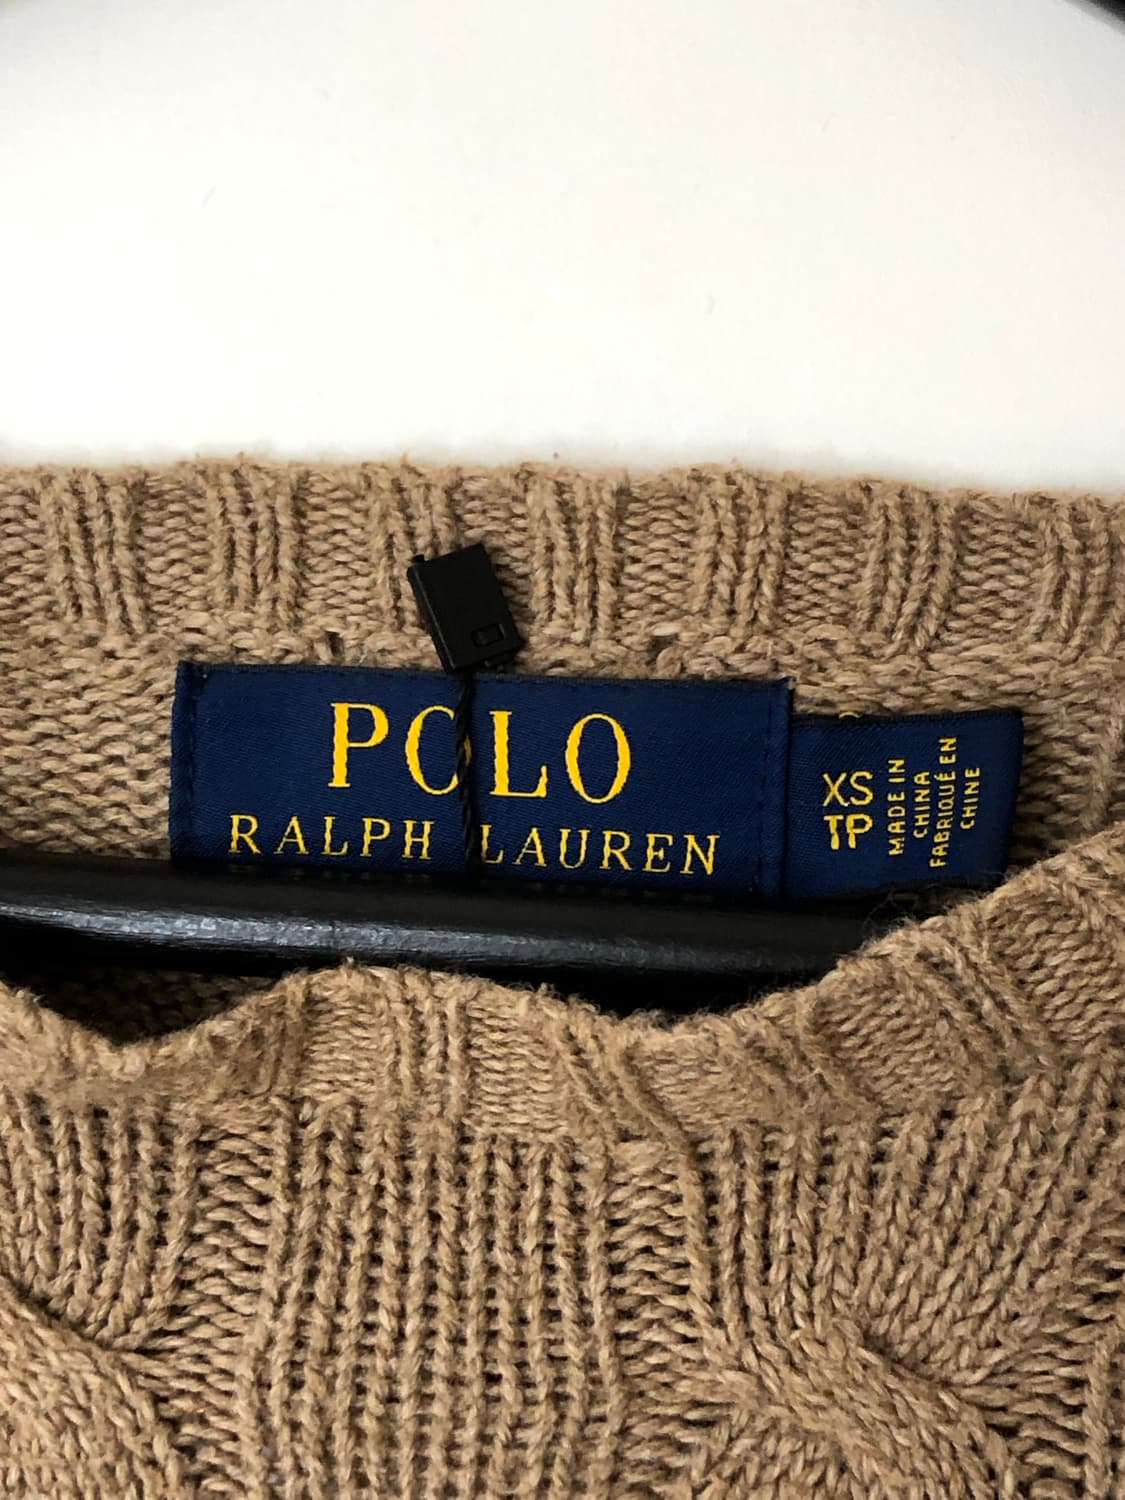 POLO
RALPH LAUREN
XS
TP
MADE IN
CHINA
FABRIQUÉ EN
CHINE